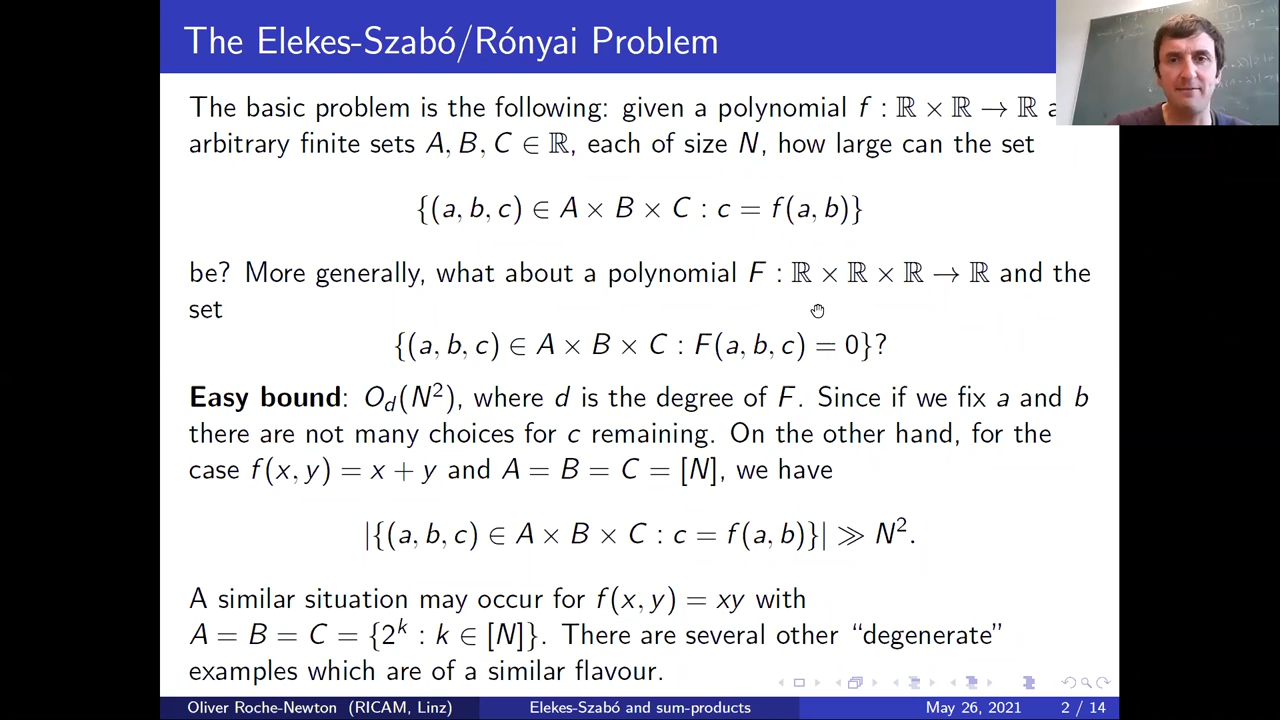 The Elekes-Szabó/Rónyai Problem
The basic problem is the following: given a polynomial f : ℝ × ℝ → ℝ a
arbitrary finite sets A, B, C ∈ ℝ, each of size N, how large can the set
{(a, b, c) ∈ A × B × C : c = f(a, b)}
be? More generally, what about a polynomial F : ℝ × ℝ × ℝ → ℝ and the
set
{(a, b, c) ∈ A × B × C : F(a, b, c) = 0}?
Easy bound: O_d(N²), where d is the degree of F. Since if we fix a and b
there are not many choices for c remaining. On the other hand, for the
case f(x, y) = x + y and A = B = C = [N], we have
|{(a, b, c) ∈ A × B × C : c = f(a, b)}| ≫ N².
A similar situation may occur for f(x, y) = xy with
A = B = C = {2ᵏ : k ∈ [N]}. There are several other “degenerate”
examples which are of a similar flavour.
Oliver Roche-Newton (RICAM, Linz) Elekes-Szabó and sum-products May 26, 2021 2 / 14